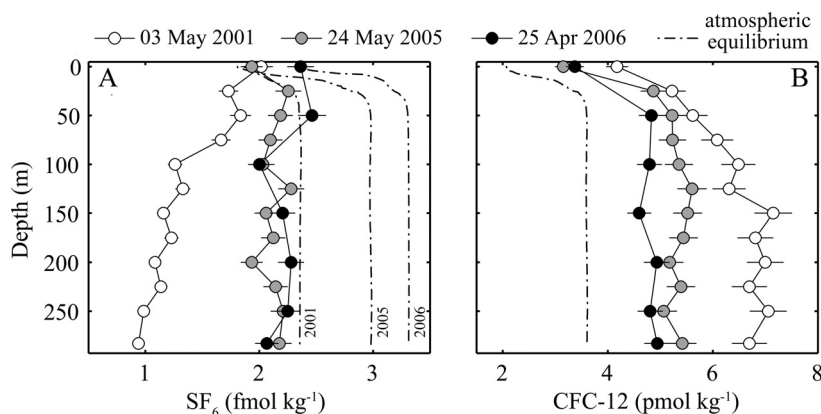 03 May 2001 24 May 2005 25 Apr 2006 atmospheric equilibrium
A B
0
50
100
150
200
250
Depth (m)
2001
2005
2006
1 2 3
2 4 6 8
SF6 (fmol kg-1)
CFC-12 (pmol kg-1)